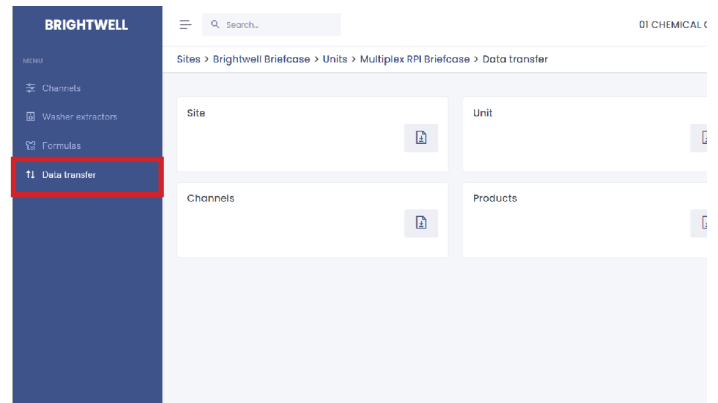 BRIGHTWELL
Search...
01 CHEMICAL
MENU
Sites > Brightwell Briefcase > Units > Multiplex RPI Briefcase > Data transfer
Channels
Washer extractors
Formulas
Data transfer
Site
Unit
Channels
Products